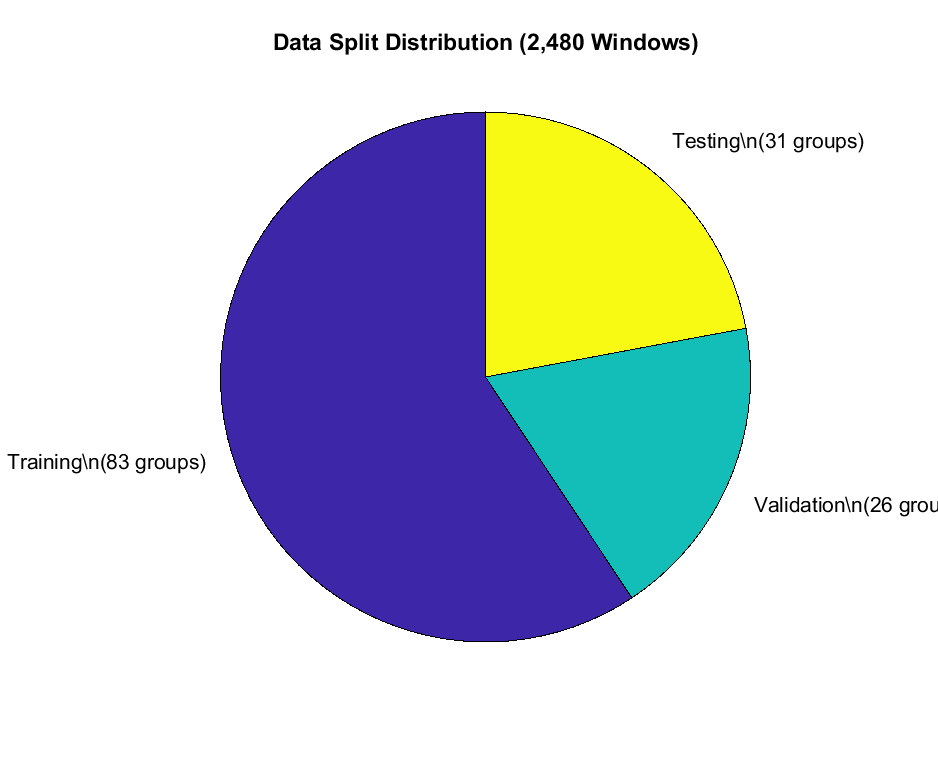 Data Split Distribution (2,480 Windows)
Testing\n(31 groups)
Training\n(83 groups)
Validation\n(26 grou